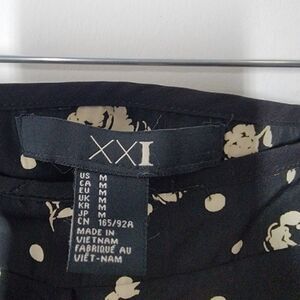 XXI
US M
CA M
EU M
UK M
KR M
JP M
CN 165/92A
MADE IN
VIETNAM
FABRIQUÉ AU
VIÊT-NAM